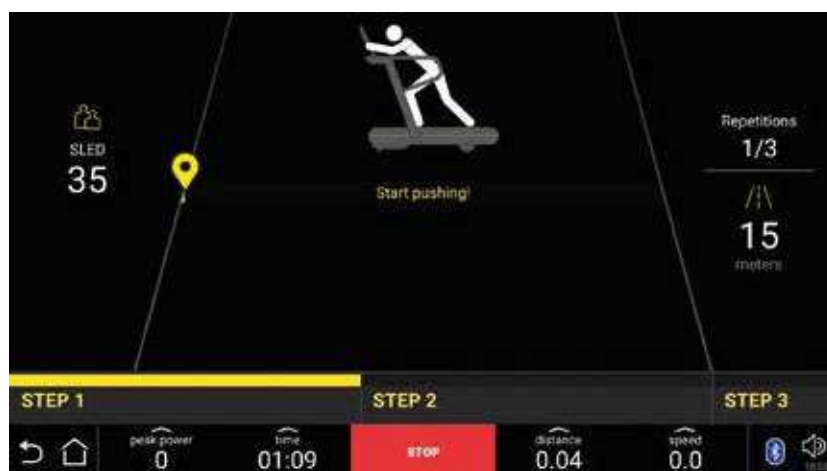 SLED
35
Start pushing!
Repetitions
1/3
15
meters
STEP 1
STEP 2
STEP 3
peak power
0
time
01:09
STOP
distance
0.04
speed
0.0